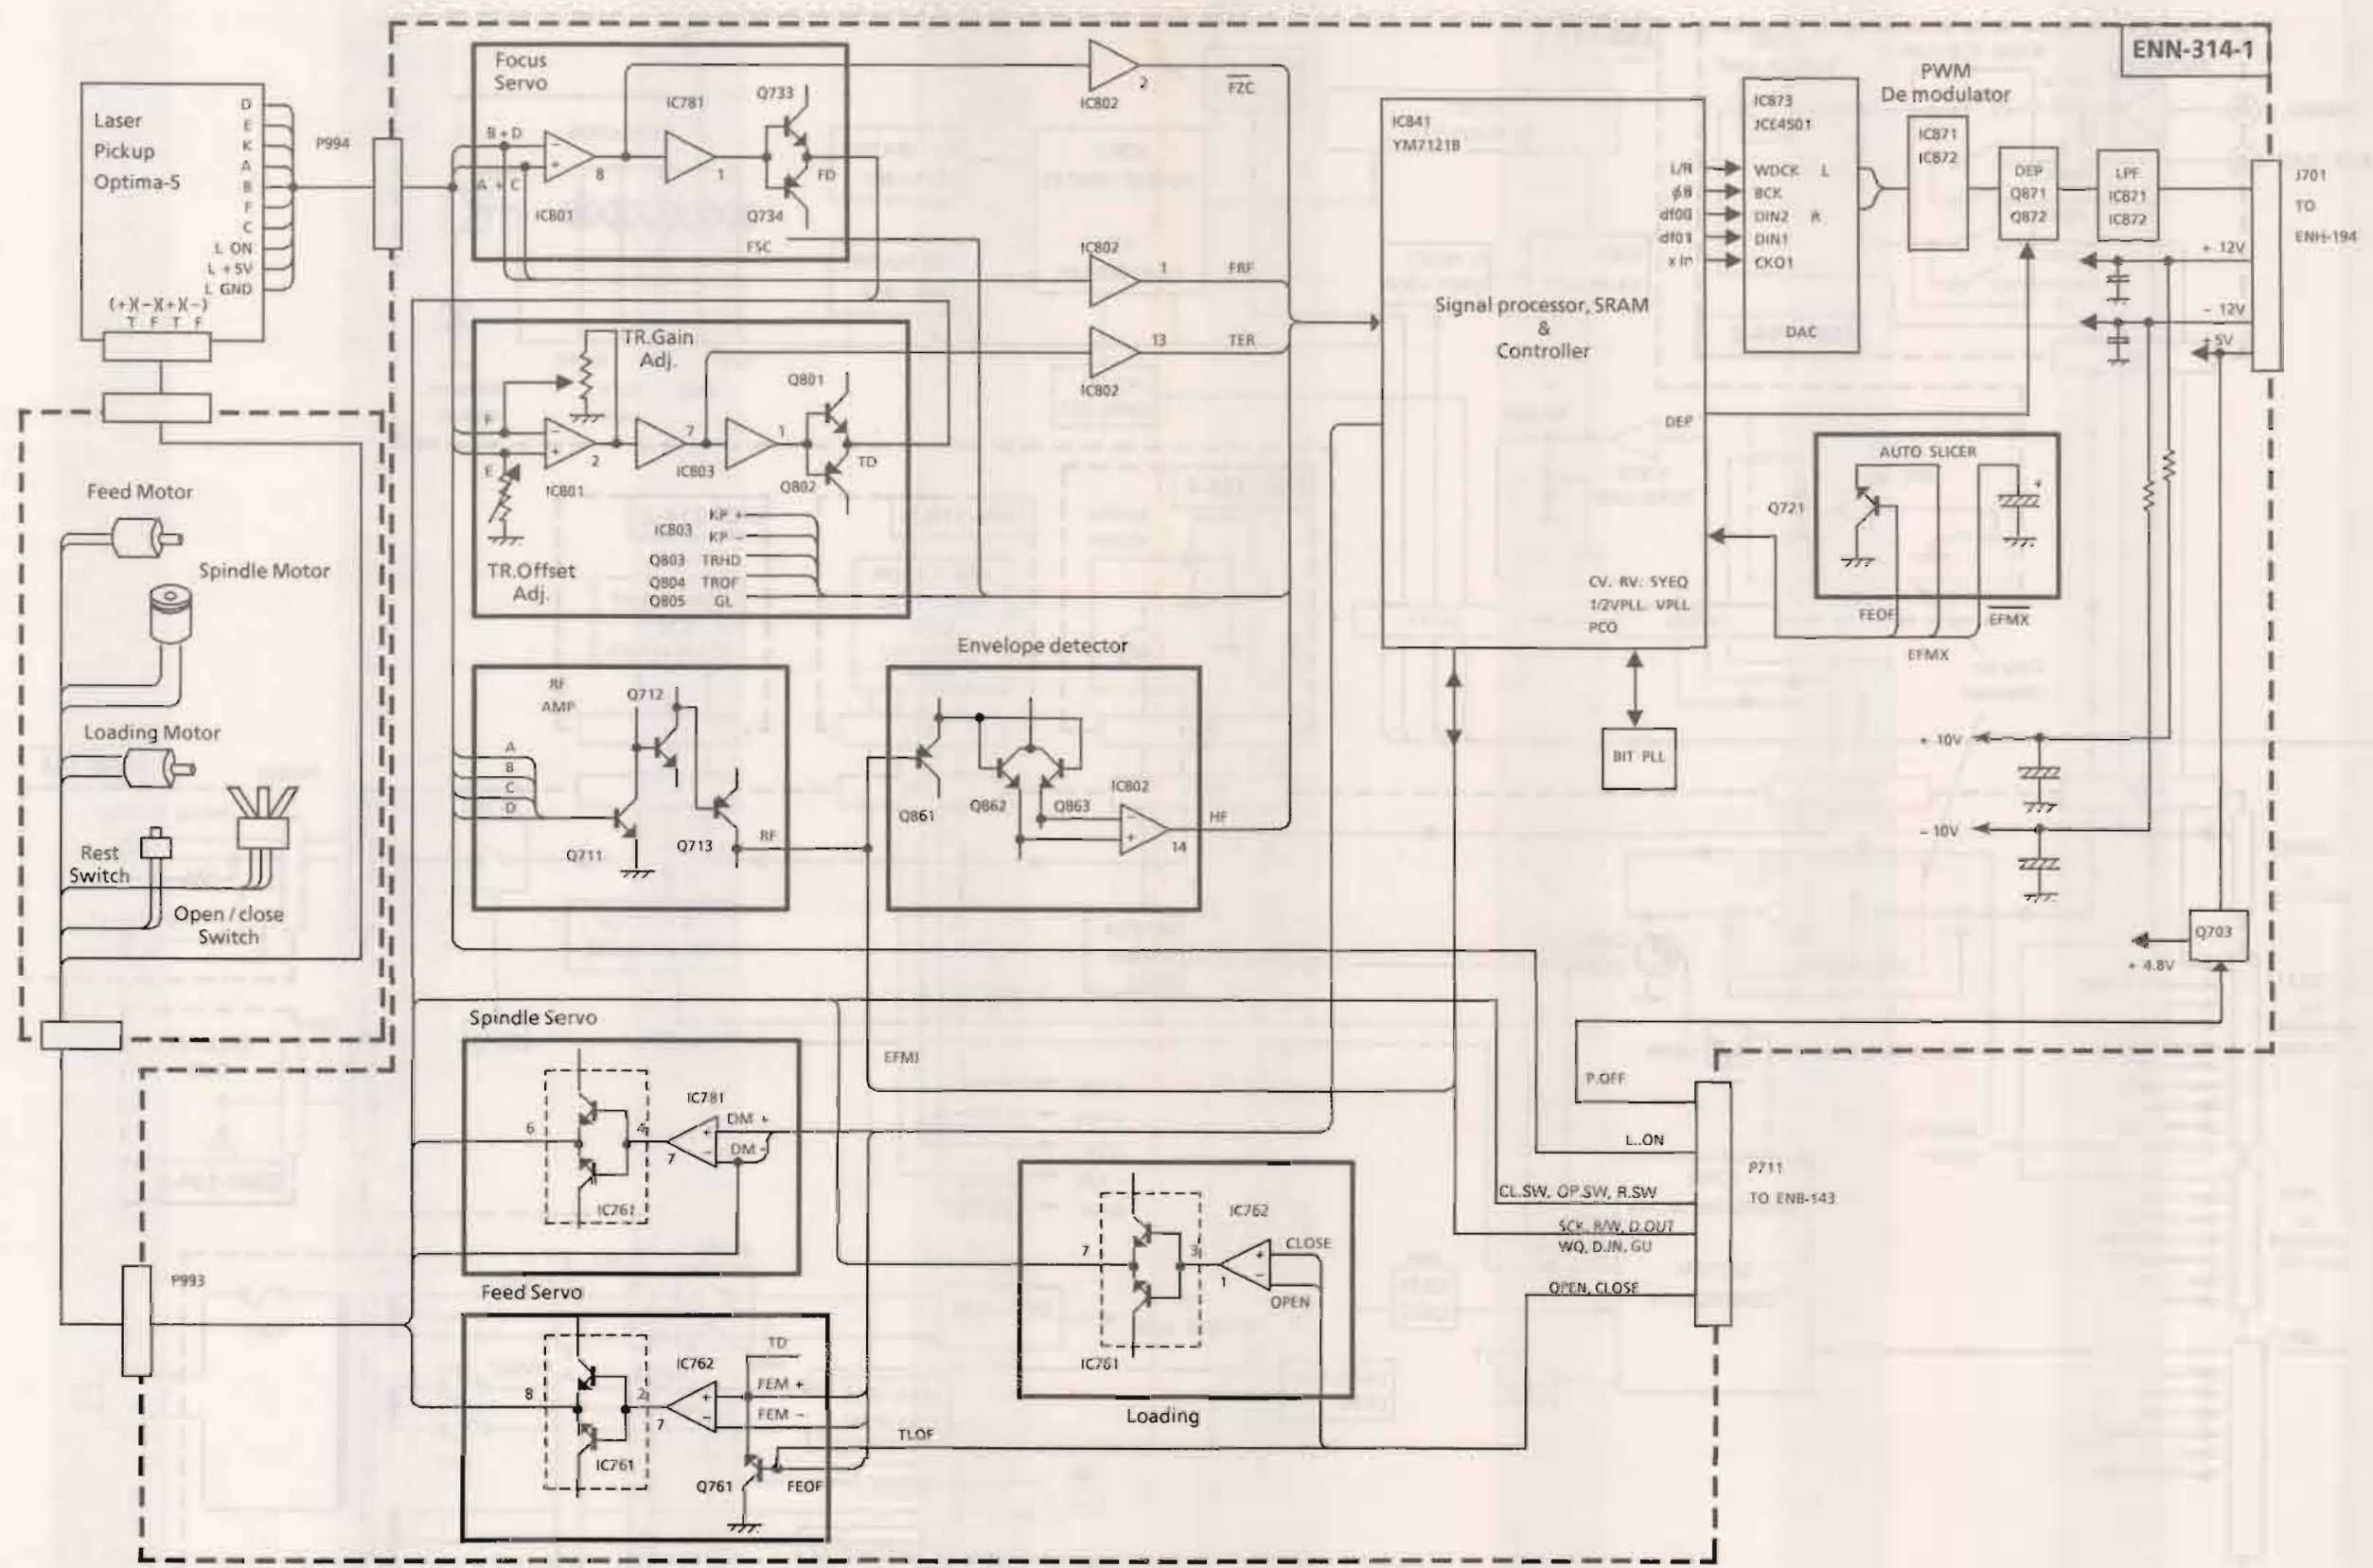 ENN-314-1
Laser
Pickup
Optima-5
D
E
K
A
B
F
C
L ON
L +5V
L GND
(+)(−)(+)(−)
T F T F
P994
Focus
Servo
B + D
A + C
IC801
8
IC781
1
Q733
Q734
FD
FSC
IC802
2
FZC
IC802
1
FRF
13
TER
IC802
TR.Gain
Adj.
F
E
IC801
2
7
IC803
1
Q801
Q802
TD
TR.Offset
Adj.
IC803
KP +
KP −
Q803 TRHD
Q804 TROF
Q805 GL
RF
AMP
Q712
A
B
C
D
Q711
Q713
RF
Envelope detector
Q861
Q862
Q863
IC802
14
HF
IC841
YM7121B
Signal processor, SRAM
&
Controller
L/R
φB
df00
df01
x in
DEP
CV. RV. SYEQ
1/2VPLL. VPLL
PCO
BIT PLL
IC873
JCE4501
WDCK L
BCK
DIN2 R
DIN1
CKO1
DAC
PWM
Demodulator
IC871
IC872
DEP
Q871
Q872
LPF
IC871
IC872
J701
TO
ENH-194
+ 12V
− 12V
+5V
AUTO SLICER
Q721
+
FEOF
EFMX
EFMX
+ 10V
− 10V
Q703
+ 4.8V
Feed Motor
Spindle Motor
Loading Motor
Rest
Switch
Open / close
Switch
P993
Spindle Servo
6
4
IC781
7
DM +
DM −
IC761
EFMI
Feed Servo
8
2
IC762
7
TD
FEM +
FEM −
IC761
Q761
FEOF
TLOF
7
3
IC762
1
CLOSE
OPEN
IC761
Loading
P.OFF
L..ON
CL.SW, OP.SW, R.SW
SCK, R/W, D.OUT
WQ, D.IN, GU
OPEN, CLOSE
P711
TO ENB-143